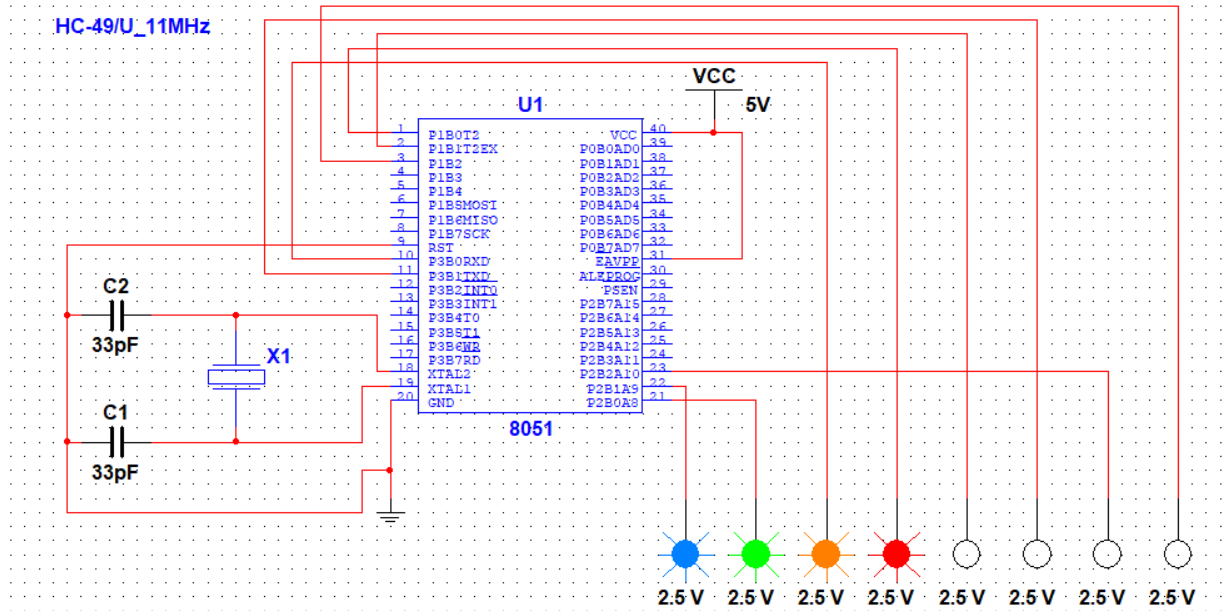 HC-49/U_11MHz
VCC
5V
U1
1 P1B0T2
2 P1B1T2EX
3 P1B2
4 P1B3
5 P1B4
6 P1B5MOSI
7 P1B6MISO
8 P1B7SCK
9 RST
10 P3B0RXD
11 P3B1TXD
12 P3B2INT0
13 P3B3INT1
14 P3B4T0
15 P3B5T1
16 P3B6WR
17 P3B7RD
18 XTAL2
19 XTAL1
20 GND
VCC 40
P0B0AD0 39
P0B1AD1 38
P0B2AD2 37
P0B3AD3 36
P0B4AD4 35
P0B5AD5 34
P0B6AD6 33
P0B7AD7 32
EAVPP 31
ALEPROG 30
PSEN 29
P2B7A15 28
P2B6A14 27
P2B5A13 26
P2B4A12 25
P2B3A11 24
P2B2A10 23
P2B1A9 22
P2B0A8 21
8051
C2
33pF
X1
C1
33pF
2.5 V 2.5 V 2.5 V 2.5 V 2.5 V 2.5 V 2.5 V 2.5 V